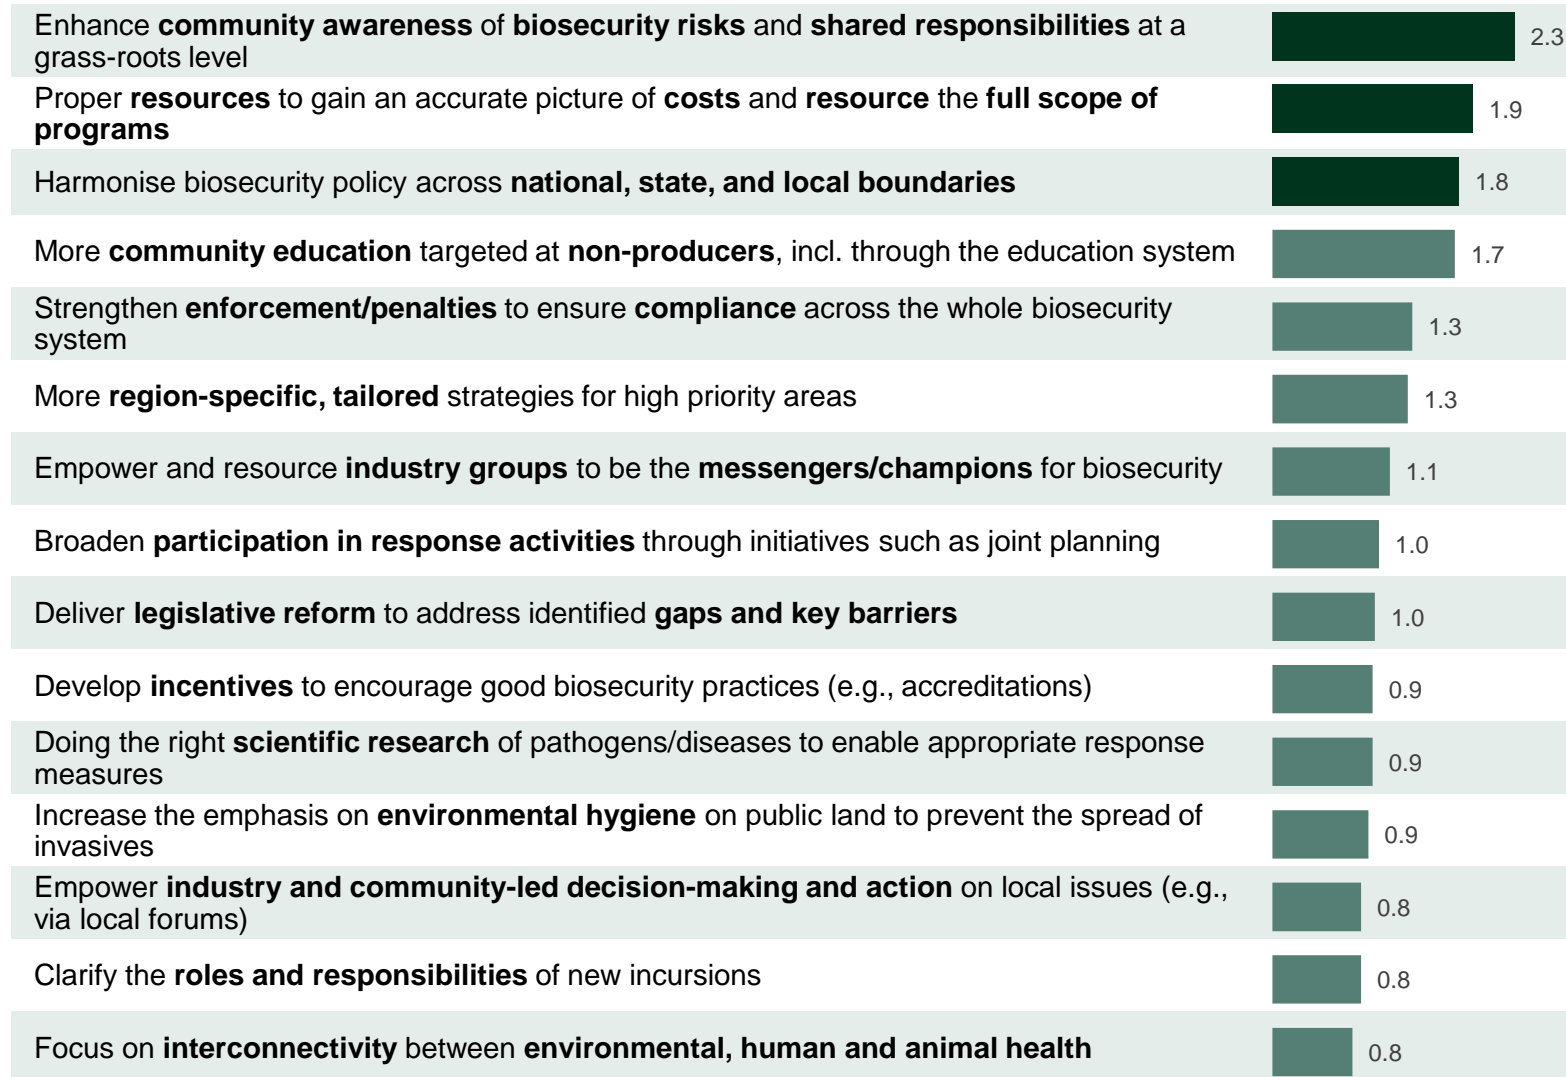 Enhance community awareness of biosecurity risks and shared responsibilities at a
grass-roots level
2.3
Proper resources to gain an accurate picture of costs and resource the full scope of
programs
1.9
Harmonise biosecurity policy across national, state, and local boundaries
1.8
More community education targeted at non-producers, incl. through the education system
1.7
Strengthen enforcement/penalties to ensure compliance across the whole biosecurity
system
1.3
More region-specific, tailored strategies for high priority areas
1.3
Empower and resource industry groups to be the messengers/champions for biosecurity
1.1
Broaden participation in response activities through initiatives such as joint planning
1.0
Deliver legislative reform to address identified gaps and key barriers
1.0
Develop incentives to encourage good biosecurity practices (e.g., accreditations)
0.9
Doing the right scientific research of pathogens/diseases to enable appropriate response
measures
0.9
Increase the emphasis on environmental hygiene on public land to prevent the spread of
invasives
0.9
Empower industry and community-led decision-making and action on local issues (e.g.,
via local forums)
0.8
Clarify the roles and responsibilities of new incursions
0.8
Focus on interconnectivity between environmental, human and animal health
0.8